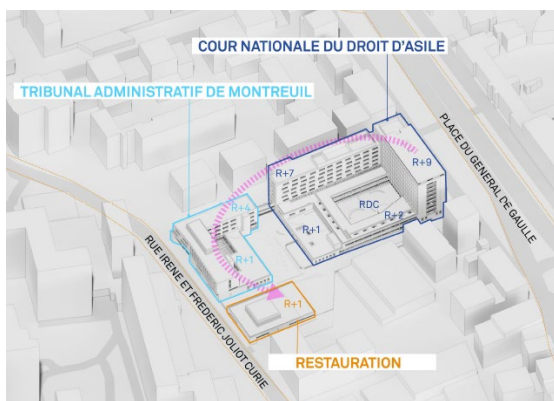 COUR NATIONALE DU DROIT D'ASILE
TRIBUNAL ADMINISTRATIF DE MONTREUIL
PLACE DU GENERAL DE GAULLE
R+7
R+9
R+4
RDC
R+2
R+1
R+1
R+1
RUE IRENE ET FREDERIC JOLIOT CURIE
RESTAURATION